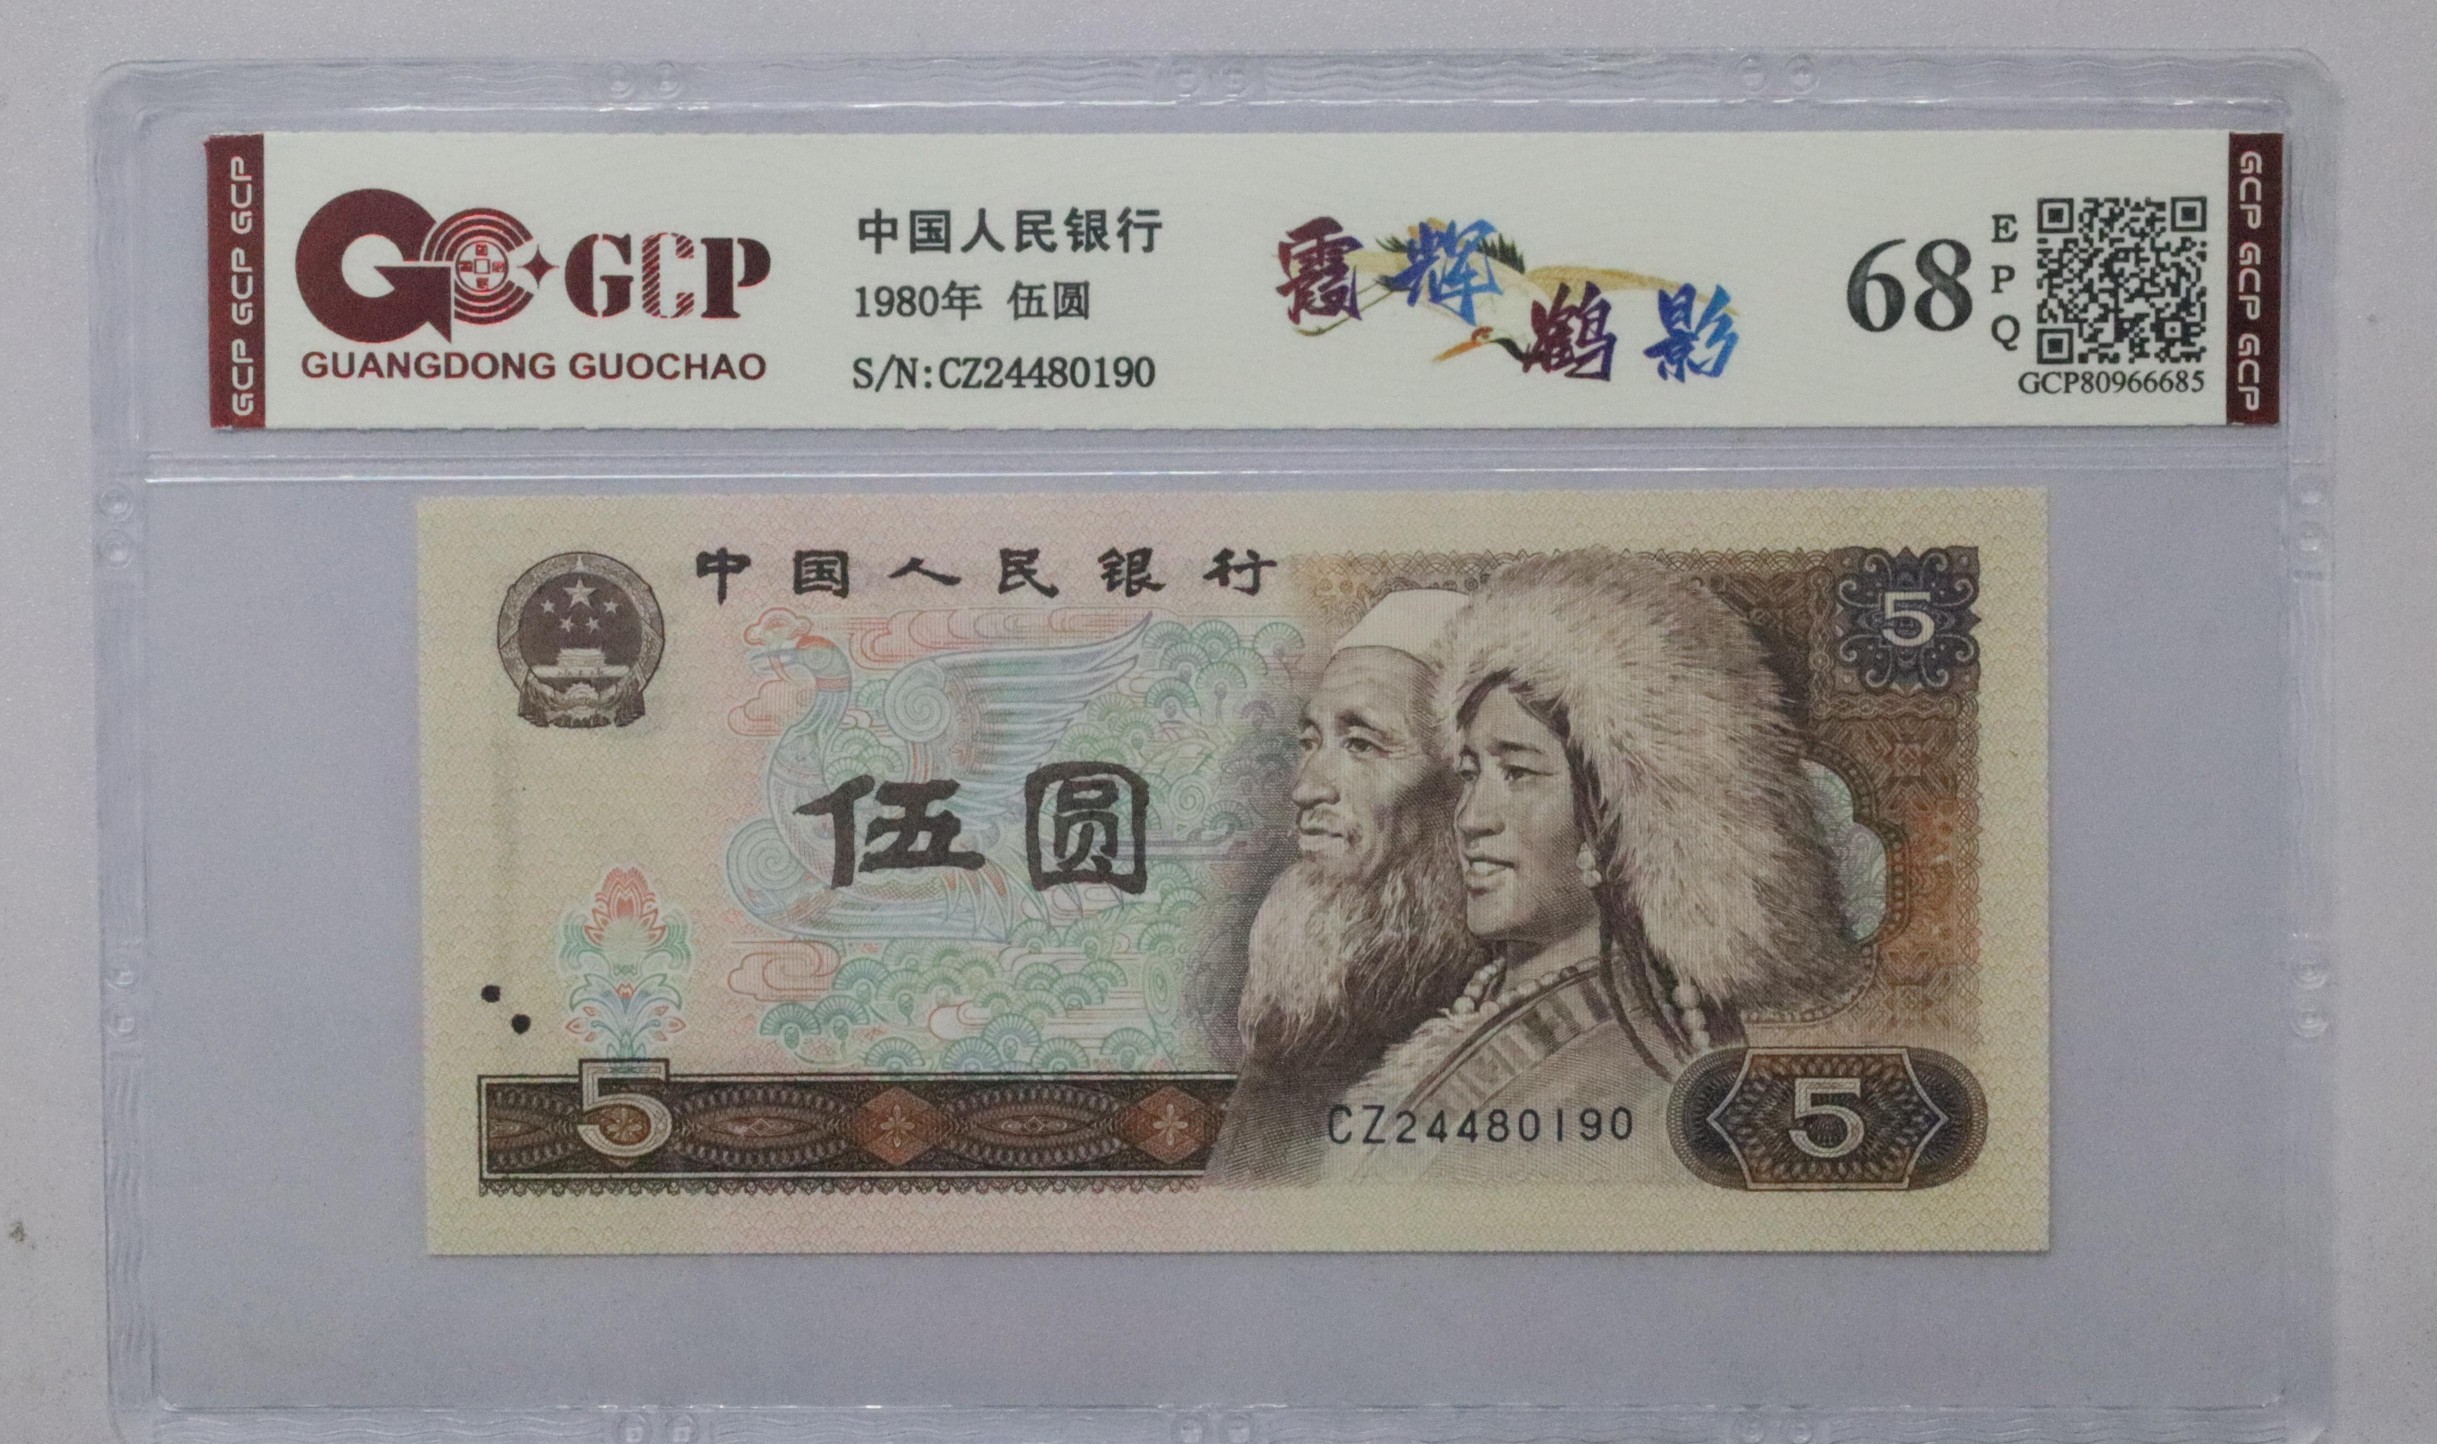 GCP GCP GCP
GCP
GUANGDONG GUOCHAO
中国人民银行
1980年 伍圆
S/N:CZ24480190
霞辉鹤影
68
EPQ
GCP80966685
GCP GCP GCP
中国人民银行
5
伍圆
5
CZ24480190
5